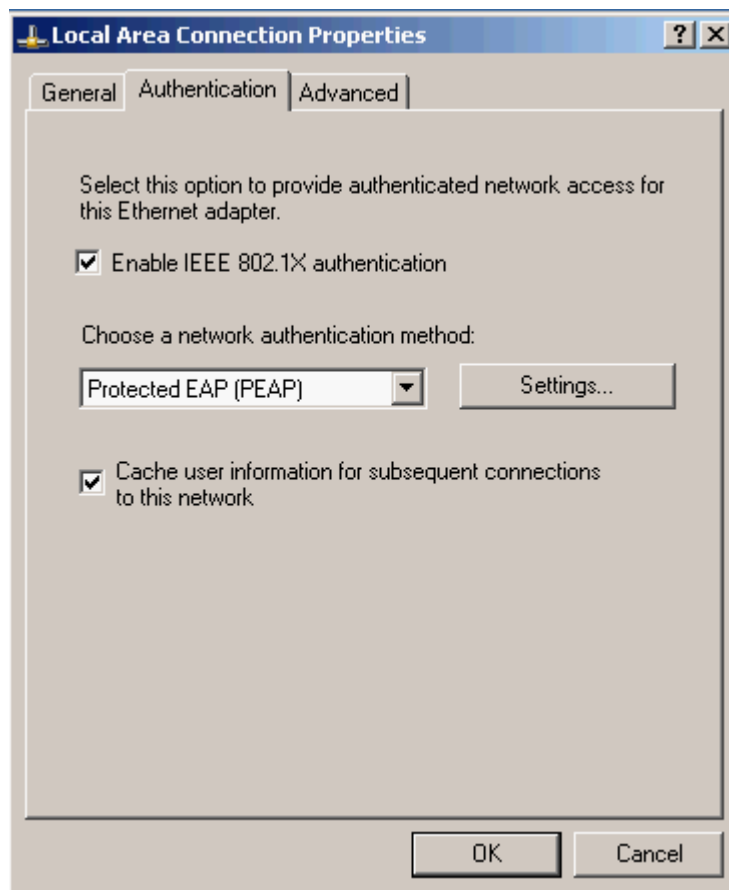 Local Area Connection Properties
General Authentication Advanced
Select this option to provide authenticated network access for
this Ethernet adapter.
Enable IEEE 802.1X authentication
Choose a network authentication method:
Protected EAP (PEAP) Settings...
Cache user information for subsequent connections
to this network
OK Cancel